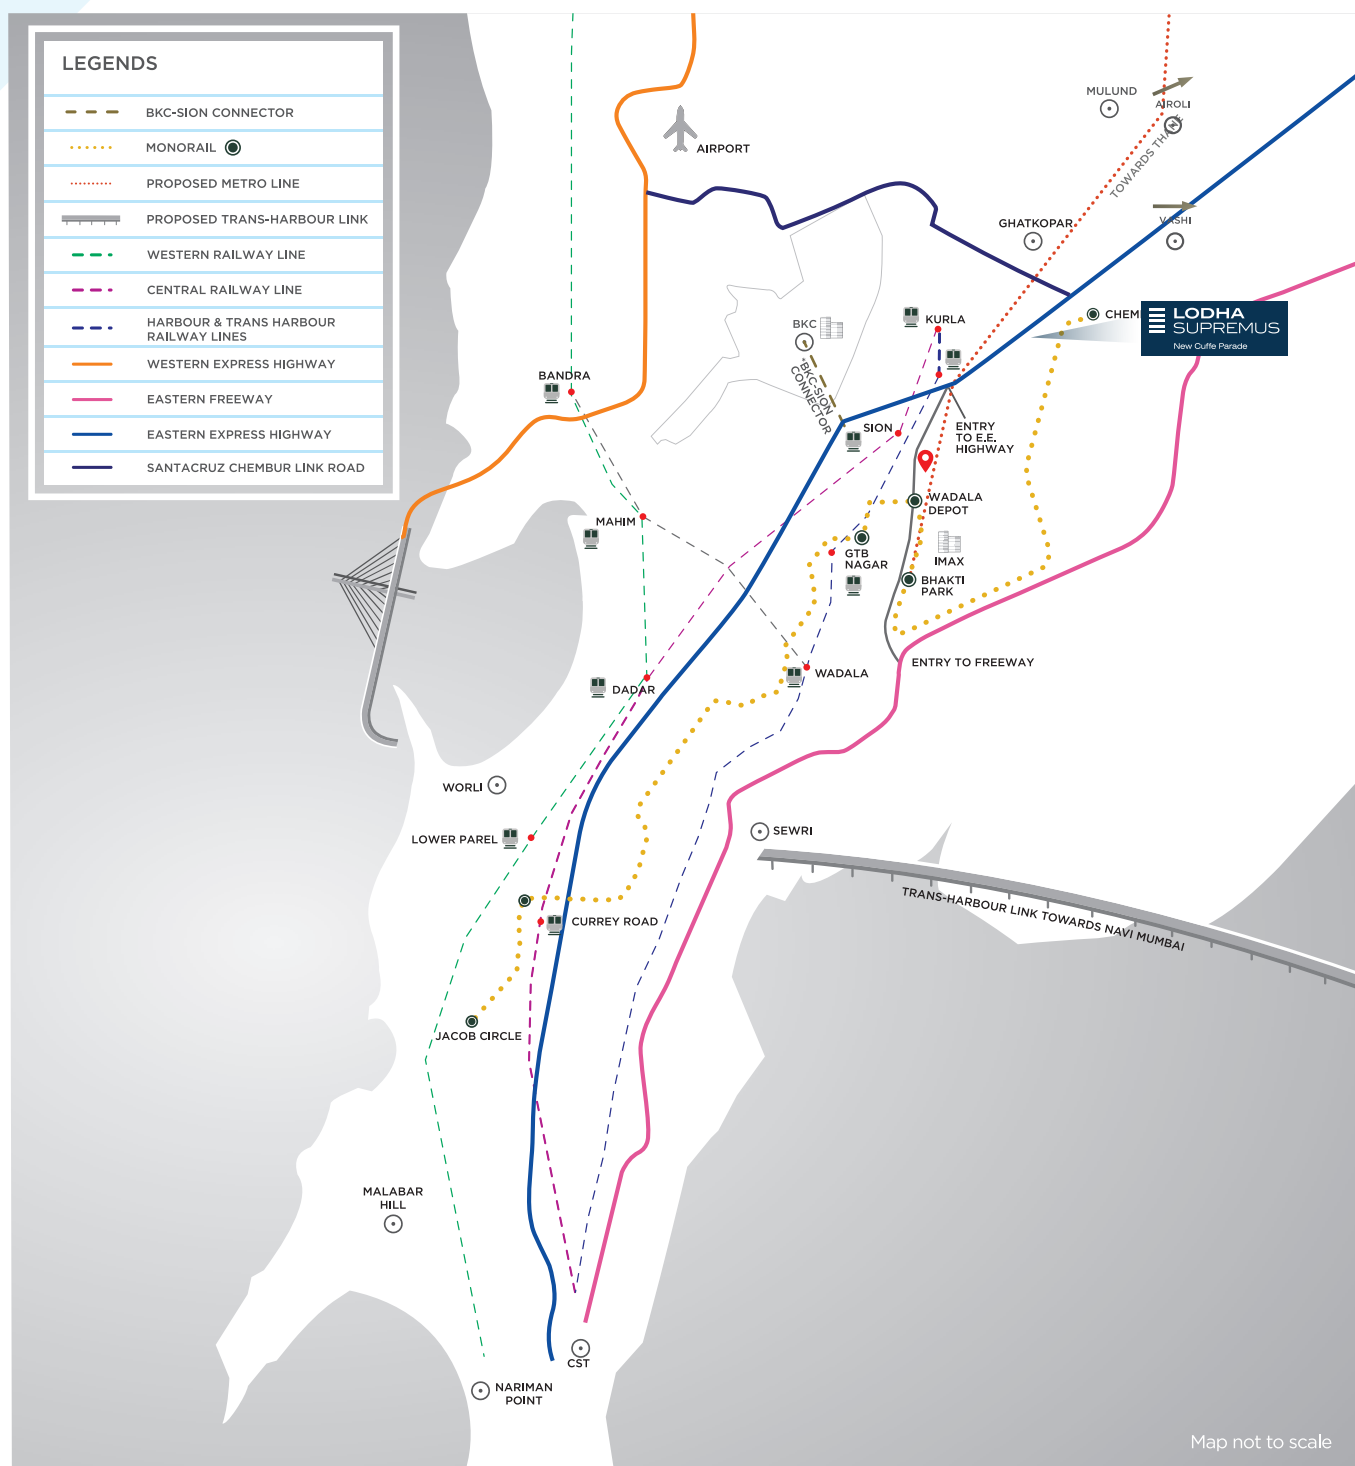 LEGENDS
BKC-SION CONNECTOR
MONORAIL
PROPOSED METRO LINE
PROPOSED TRANS-HARBOUR LINK
WESTERN RAILWAY LINE
CENTRAL RAILWAY LINE
HARBOUR & TRANS HARBOUR
RAILWAY LINES
WESTERN EXPRESS HIGHWAY
EASTERN FREEWAY
EASTERN EXPRESS HIGHWAY
SANTACRUZ CHEMBUR LINK ROAD
MULUND
AIROLI
AIRPORT
TOWARDS THANE
GHATKOPAR
VASHI
CHEM
LODHA
SUPREMUS
New Cuffe Parade
KURLA
BKC
*BKC-SION
CONNECTOR
BANDRA
SION
ENTRY
TO E.E.
HIGHWAY
WADALA
DEPOT
MAHIM
GTB
NAGAR
IMAX
BHAKTI
PARK
ENTRY TO FREEWAY
WADALA
DADAR
WORLI
LOWER PAREL
SEWRI
TRANS-HARBOUR LINK TOWARDS NAVI MUMBAI
CURREY ROAD
JACOB CIRCLE
MALABAR
HILL
CST
NARIMAN
POINT
Map not to scale